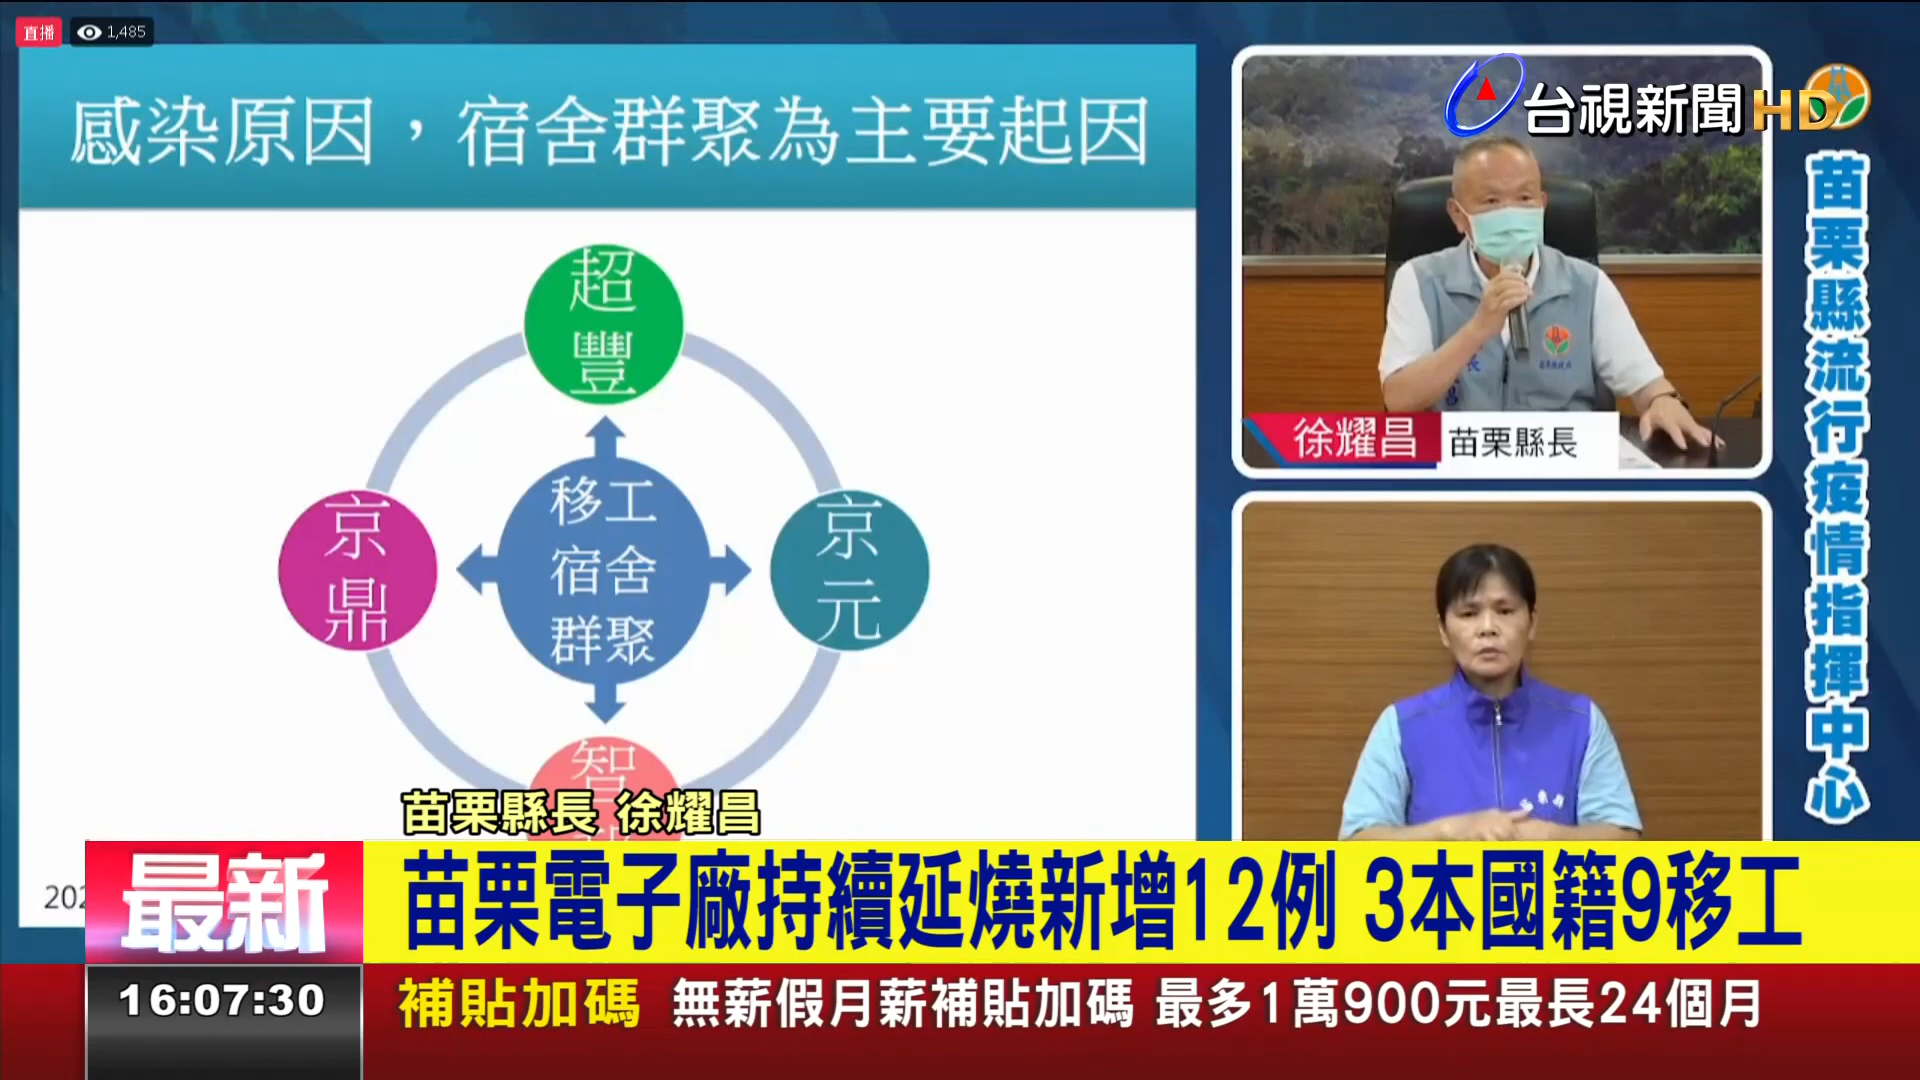 直播 1,485
感染原因，宿舍群聚為主要起因
台視新聞HD
超豐
京鼎
移工
宿舍
群聚
京元
智
徐耀昌 苗栗縣長
苗栗縣流行疫情指揮中心
苗栗縣長 徐耀昌
202
最新
苗栗電子廠持續延燒新增12例 3本國籍9移工
16:07:30
補貼加碼 無薪假月薪補貼加碼 最多1萬900元最長24個月